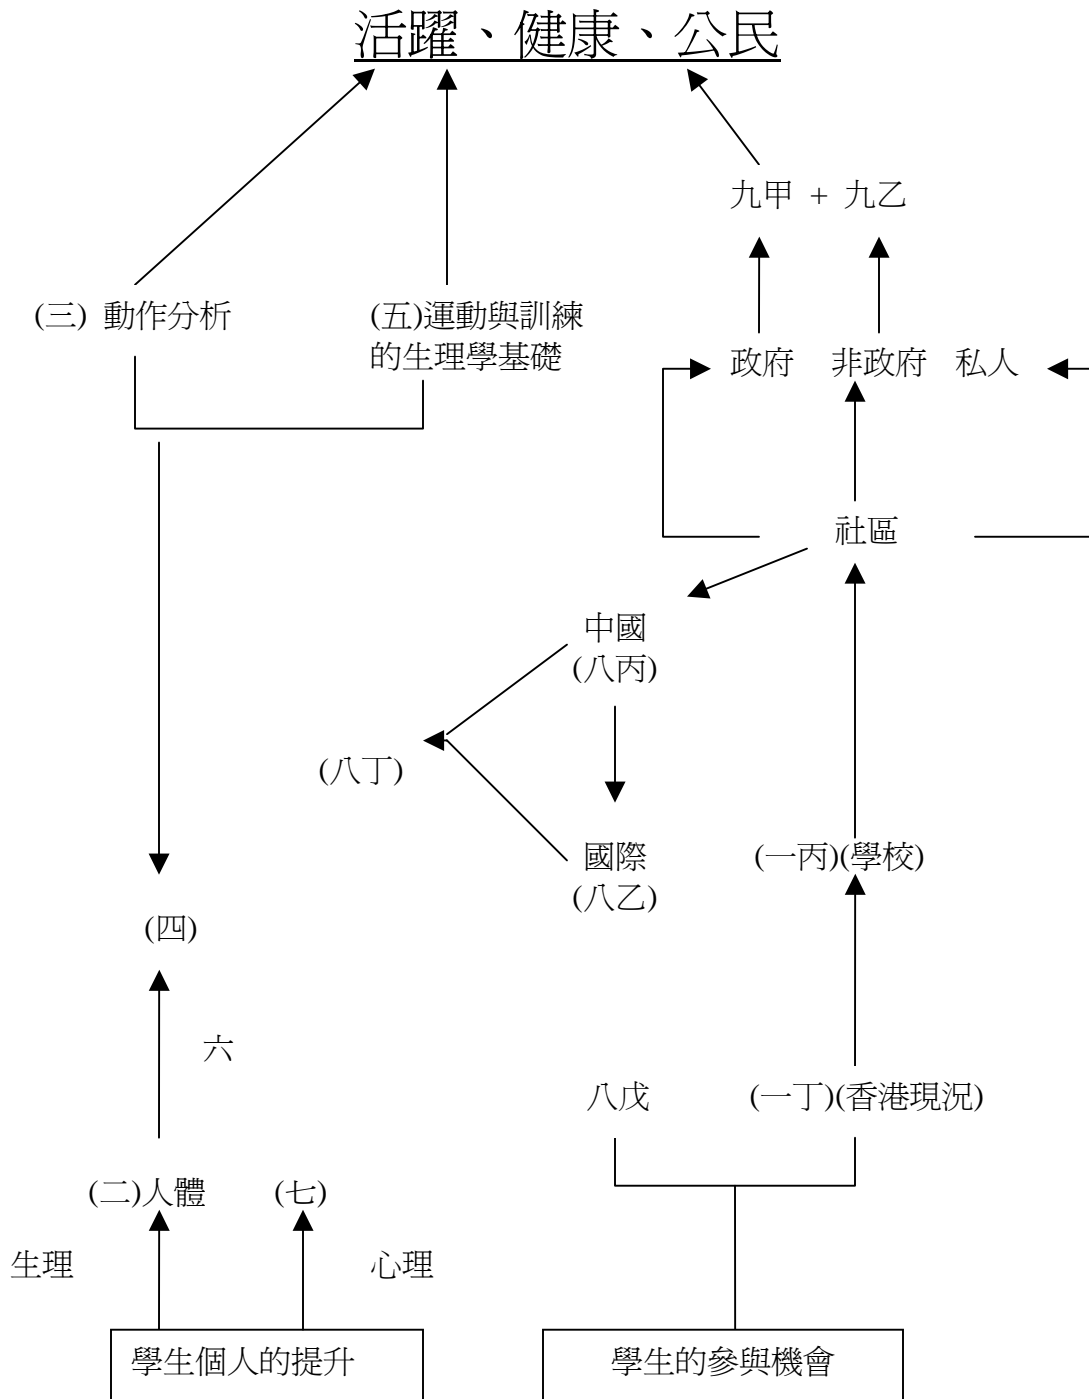 活躍、健康、公民
九甲 + 九乙
(三) 動作分析
(五)運動與訓練
的生理學基礎
政府 非政府 私人
社區
中國
(八丙)
(八丁)
國際
(八乙)
(一丙)(學校)
(四)
六
八戊
(一丁)(香港現況)
(二)人體
(七)
生理
心理
學生個人的提升
學生的參與機會